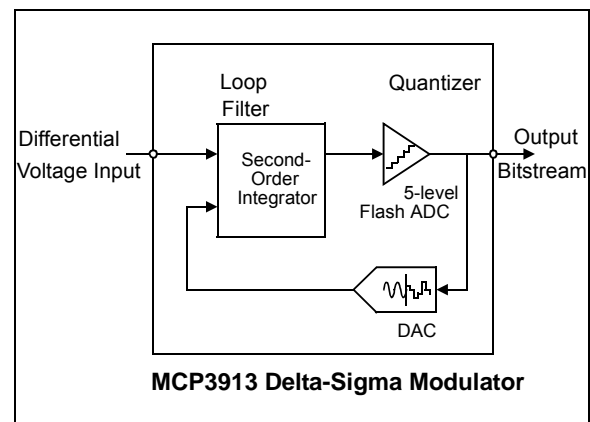 Loop
Filter
Quantizer
Differential
Voltage Input
Second-
Order
Integrator
Output
Bitstream
5-level
Flash ADC
DAC
MCP3913 Delta-Sigma Modulator